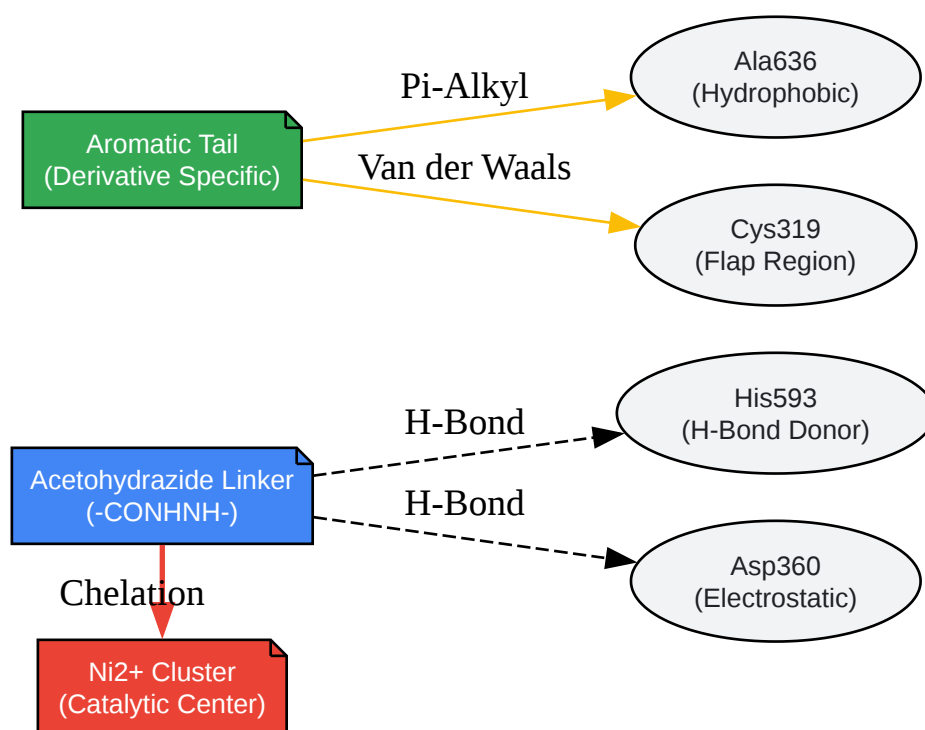 Ala636
(Hydrophobic)
Pi-Alkyl
Aromatic Tail
(Derivative Specific)
Van der Waals
Cys319
(Flap Region)
His593
(H-Bond Donor)
H-Bond
Acetohydrazide Linker
(-CONHNH-)
H-Bond
Asp360
(Electrostatic)
Chelation
Ni2+ Cluster
(Catalytic Center)